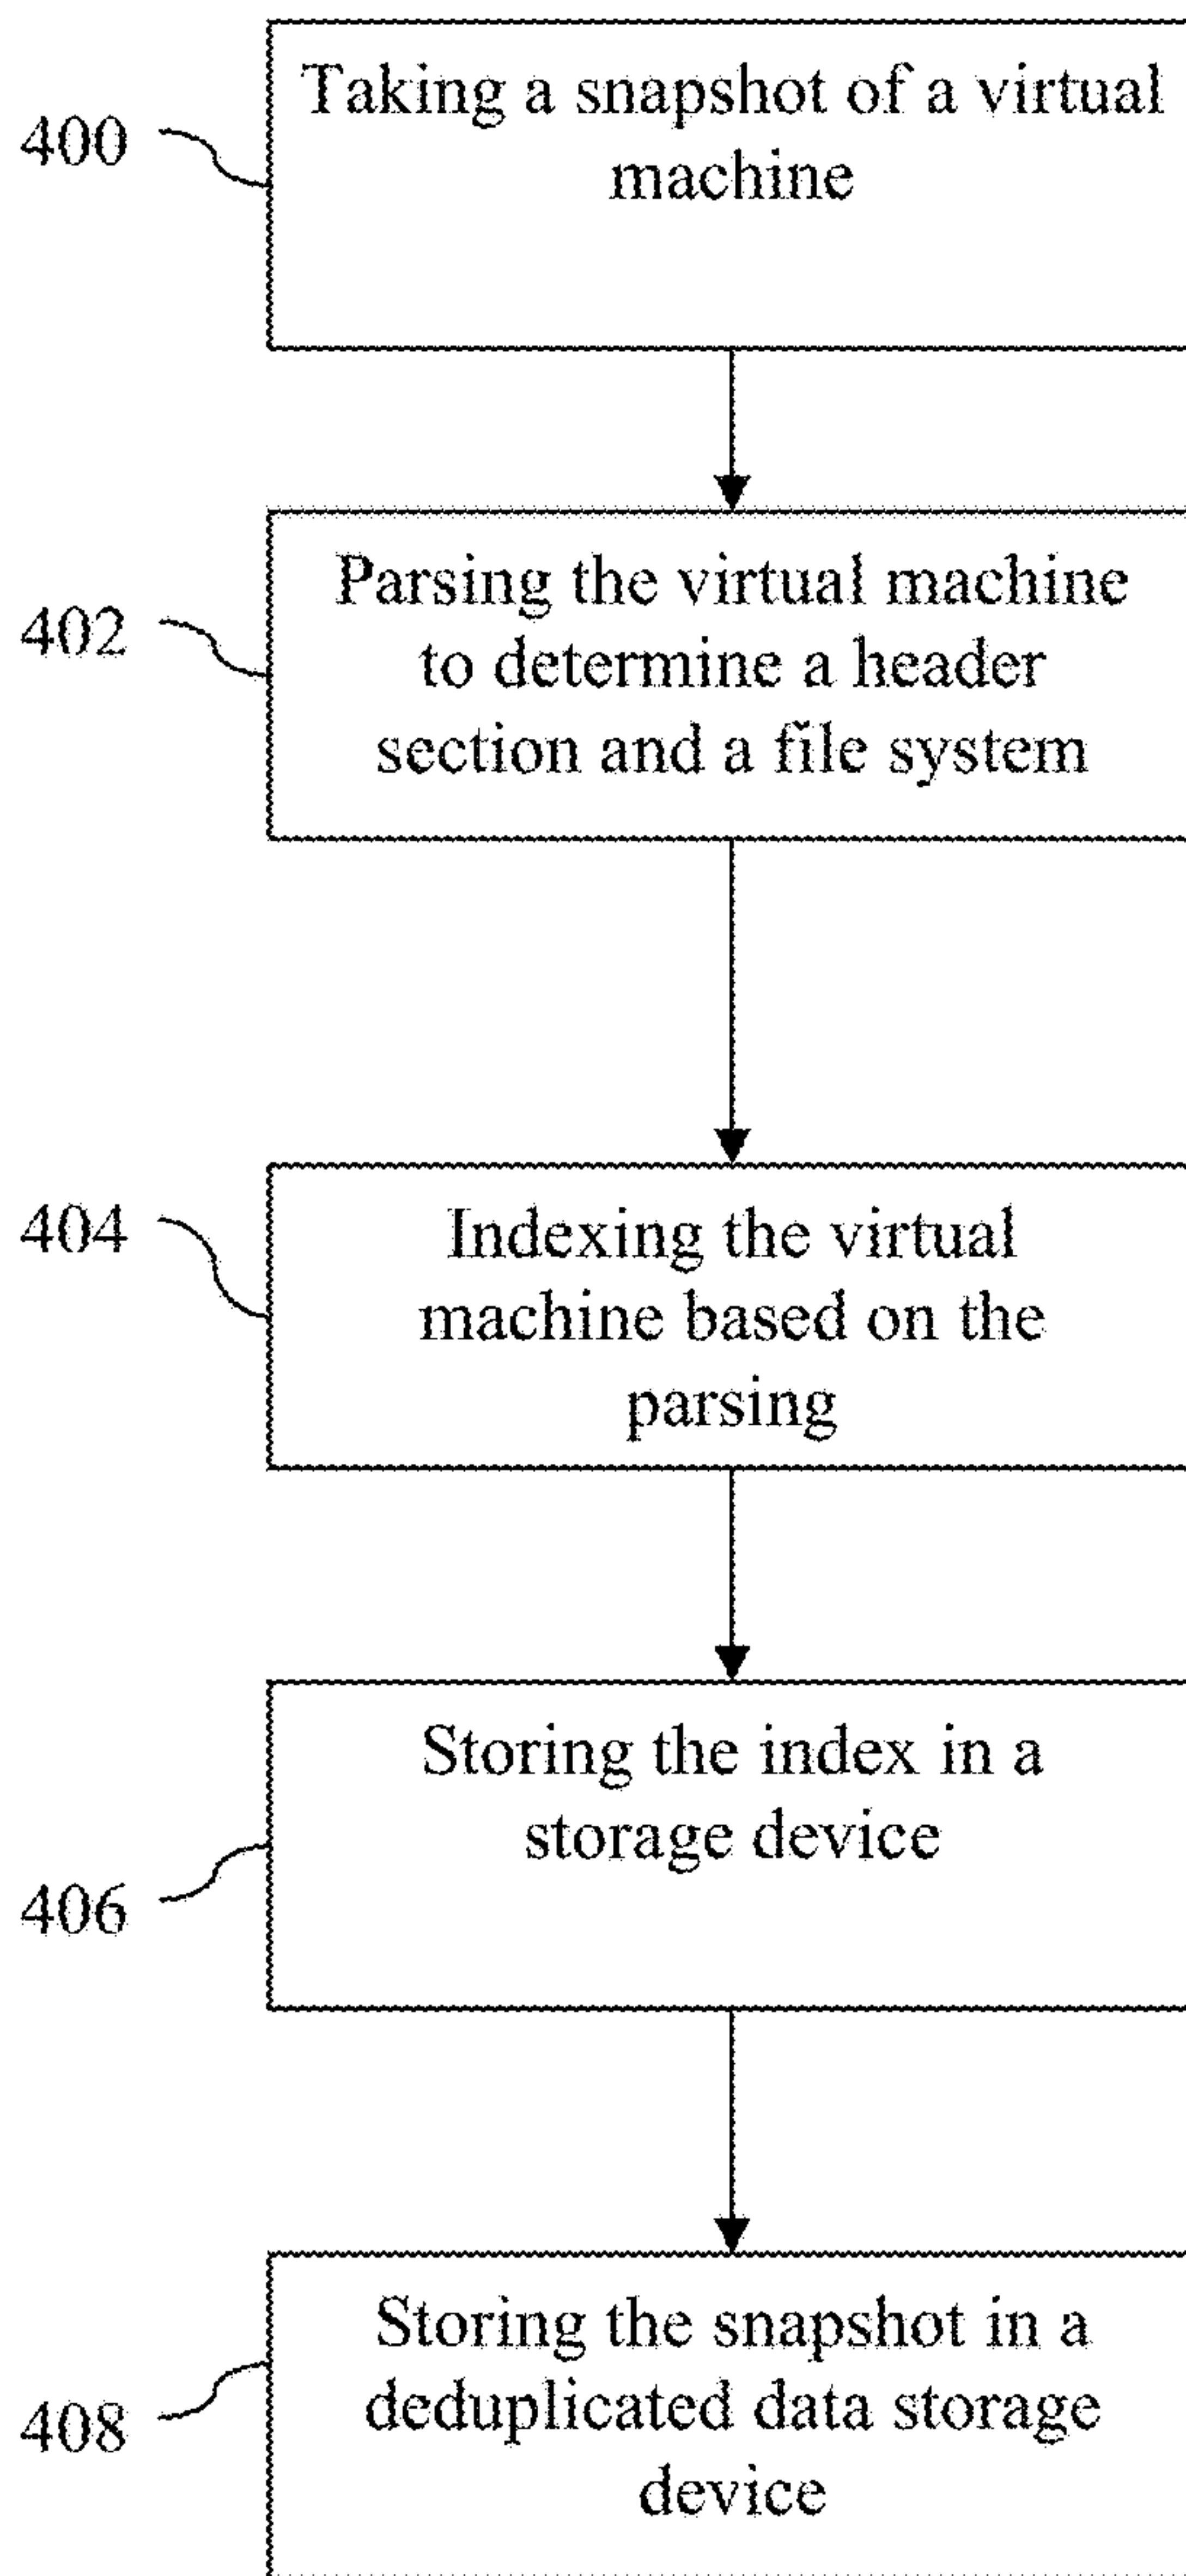 Taking a snapshot of a virtual
machine
400
Parsing the virtual machine
to determine a header
section and a file system
402
Indexing the virtual
machine based on the
parsing
404
Storing the index in a
storage device
406
Storing the snapshot in a
deduplicated data storage
device
408